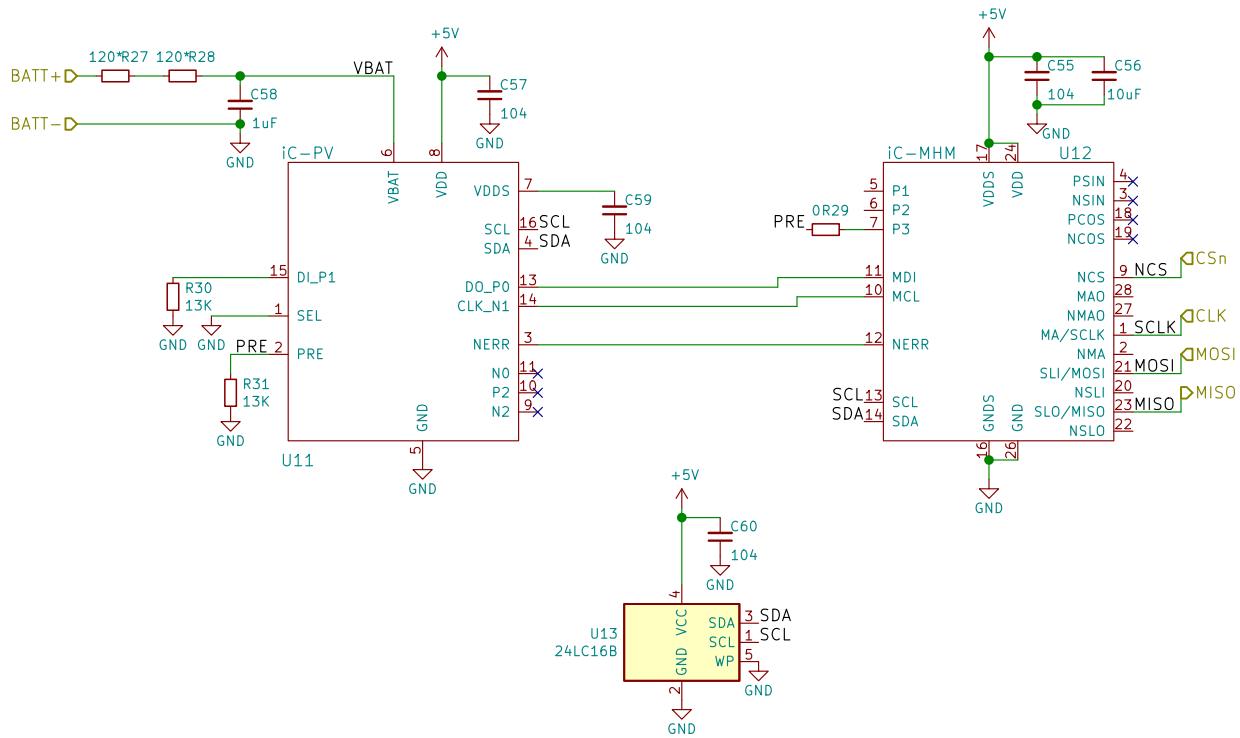 +5V
120*R27 120*R28
BATT+
VBAT
+5V
C58
1uF
C57
104
C55
104
C56
10uF
BATT-
GND
GND
GND
iC-PV
6
8
VBAT
VDD
VDDS 7
C59
104
GND
SCL 16 SCL
SDA 4 SDA
15 DI_P1
R30
13K
GND
DO_P0 13
CLK_N1 14
1 SEL
GND
PRE 2 PRE
NERR 3
R31
13K
GND
N0 11
P2 10
N2 9
GND
5
GND
U11
iC-MHM
17
24
U12
VDDS
VDD
5 P1
6 P2
PRE 0R29 7 P3
PSIN 4
NSIN 3
PCOS 18
NCOS 19
11 MDI
10 MCL
12 NERR
SCL 13 SCL
SDA 14 SDA
NCS 9 NCS CSn
MAO 28
NMAO 27
CLK
MA/SCLK 1 SCLK
NMA 2
MOSI
SLI/MOSI 21 MOSI
NSLI 20
MISO
SLO/MISO 23 MISO
NSLO 22
GNDS
GND
16
26
GND
+5V
C60
104
GND
4
VCC
U13
24LC16B
SDA 3 SDA
SCL 1 SCL
WP 5
GND
GND
2
GND